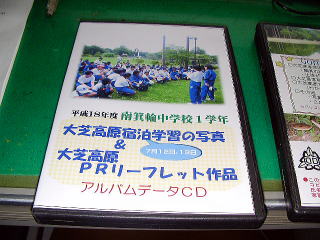 平成18年度 南箕輪中学校1学年
大芝高原宿泊学習の写真
&
7月18日-19日
大芝高原
PRリーフレット作品
アルバムデータCD